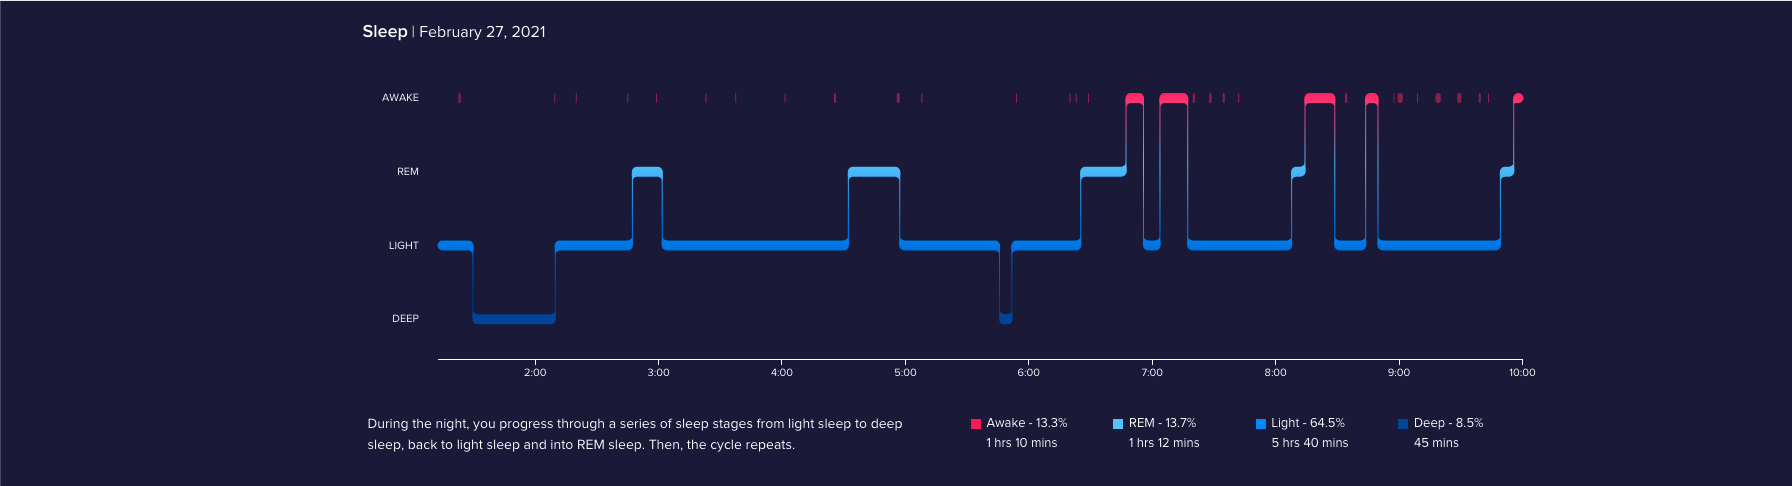 Sleep | February 27, 2021
AWAKE
REM
LIGHT
DEEP
2:00 3:00 4:00 5:00 6:00 7:00 8:00 9:00 10:00
During the night, you progress through a series of sleep stages from light sleep to deep
sleep, back to light sleep and into REM sleep. Then, the cycle repeats.
Awake - 13.3%
1 hrs 10 mins
REM - 13.7%
1 hrs 12 mins
Light - 64.5%
5 hrs 40 mins
Deep - 8.5%
45 mins